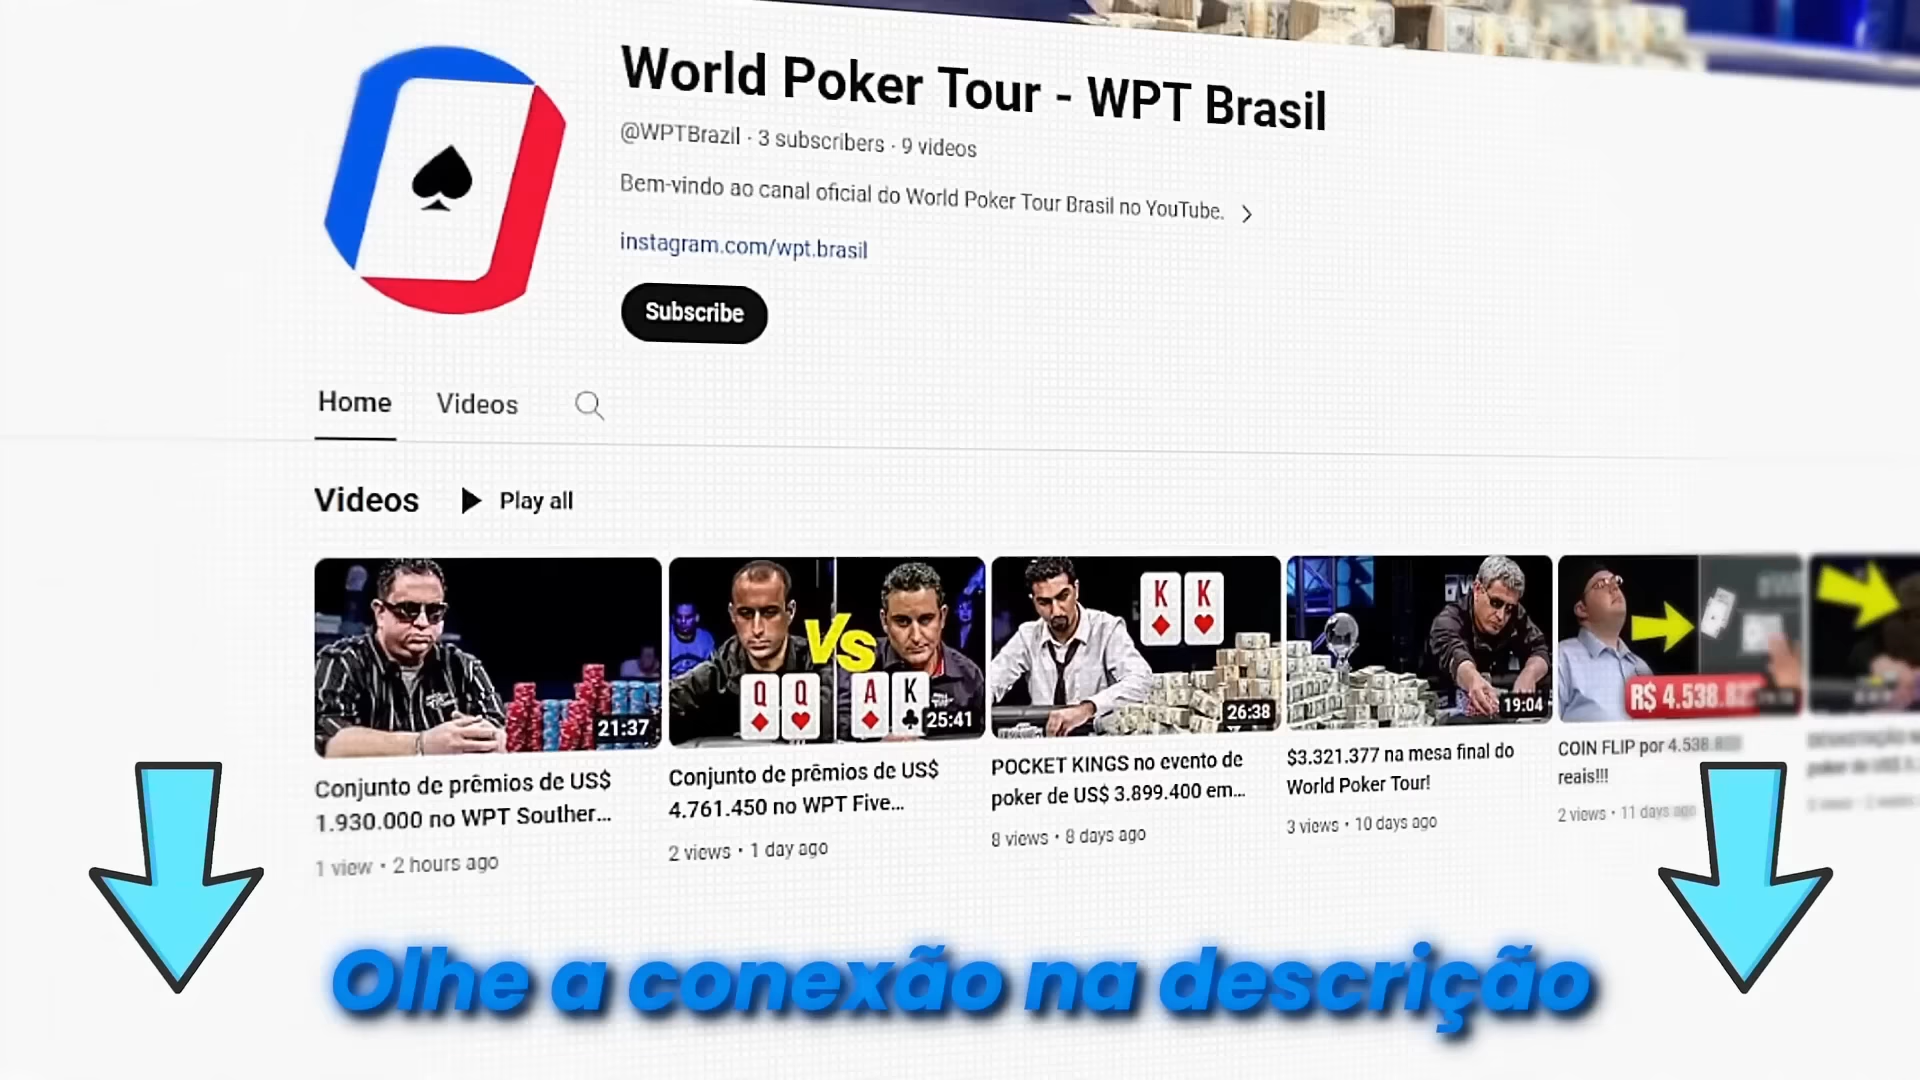 World Poker Tour - WPT Brasil
@WPTBrazil · 3 subscribers · 9 videos
Bem-vindo ao canal oficial do World Poker Tour Brasil no YouTube.
instagram.com/wpt.brasil
Subscribe
Home Videos
Videos Play all
Q Q Vs A K
K K
R$ 4.538.
21:37
25:41
26:38
19:04
Conjunto de prêmios de US$
1.930.000 no WPT Souther...
1 view • 2 hours ago
Conjunto de prêmios de US$
4.761.450 no WPT Five...
2 views • 1 day ago
POCKET KINGS no evento de
poker de US$ 3.899.400 em...
8 views • 8 days ago
$3.321.377 na mesa final do
World Poker Tour!
3 views • 10 days ago
COIN FLIP por 4.538.
reais!!!
2 views • 11 days ago
Olhe a conexão na descrição